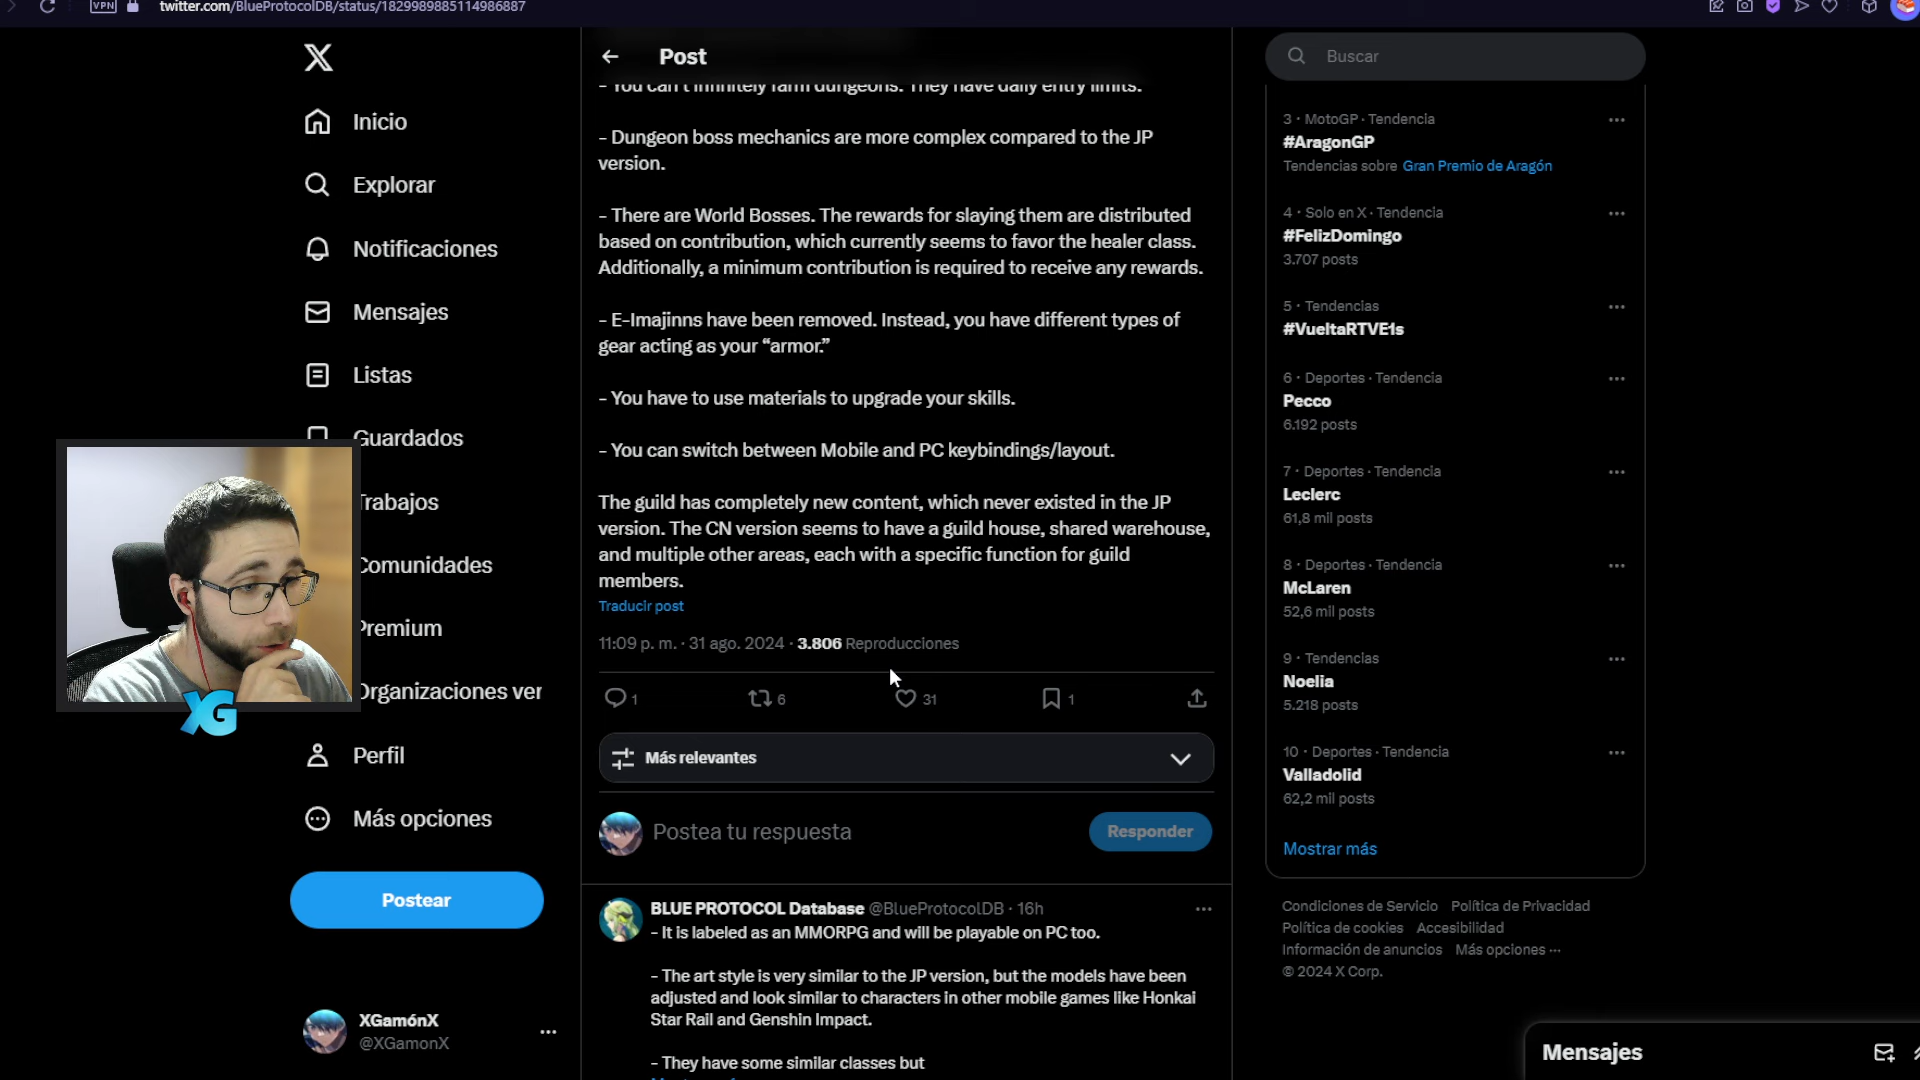 VPN
twitter.com/BlueProtocolDB/status/1829989885114986887
Inicio
Explorar
Notificaciones
Mensajes
Listas
Guardados
Trabajos
Comunidades
Premium
Organizaciones ver
Perfil
Más opciones
Postear
XGamónX
@XGamonX
XG
Post
- You can't infinitely farm dungeons. They have daily entry limits.
- Dungeon boss mechanics are more complex compared to the JP
version.
- There are World Bosses. The rewards for slaying them are distributed
based on contribution, which currently seems to favor the healer class.
Additionally, a minimum contribution is required to receive any rewards.
- E-Imajinns have been removed. Instead, you have different types of
gear acting as your “armor.”
- You have to use materials to upgrade your skills.
- You can switch between Mobile and PC keybindings/layout.
The guild has completely new content, which never existed in the JP
version. The CN version seems to have a guild house, shared warehouse,
and multiple other areas, each with a specific function for guild
members.
Traducir post
11:09 p. m. · 31 ago. 2024 · 3.806 Reproducciones
1 6 31 1
Más relevantes
Postea tu respuesta
Responder
BLUE PROTOCOL Database @BlueProtocolDB · 16h
- It is labeled as an MMORPG and will be playable on PC too.
- The art style is very similar to the JP version, but the models have been
adjusted and look similar to characters in other mobile games like Honkai
Star Rail and Genshin Impact.
- They have some similar classes but
Buscar
3 · MotoGP · Tendencia
#AragonGP
Tendencias sobre Gran Premio de Aragón
4 · Solo en X · Tendencia
#FelizDomingo
3.707 posts
5 · Tendencias
#VueltaRTVE1s
6 · Deportes · Tendencia
Pecco
6.192 posts
7 · Deportes · Tendencia
Leclerc
61,8 mil posts
8 · Deportes · Tendencia
McLaren
52,6 mil posts
9 · Tendencias
Noelia
5.218 posts
10 · Deportes · Tendencia
Valladolid
62,2 mil posts
Mostrar más
Condiciones de Servicio Política de Privacidad
Política de cookies Accesibilidad
Información de anuncios Más opciones ···
© 2024 X Corp.
Mensajes